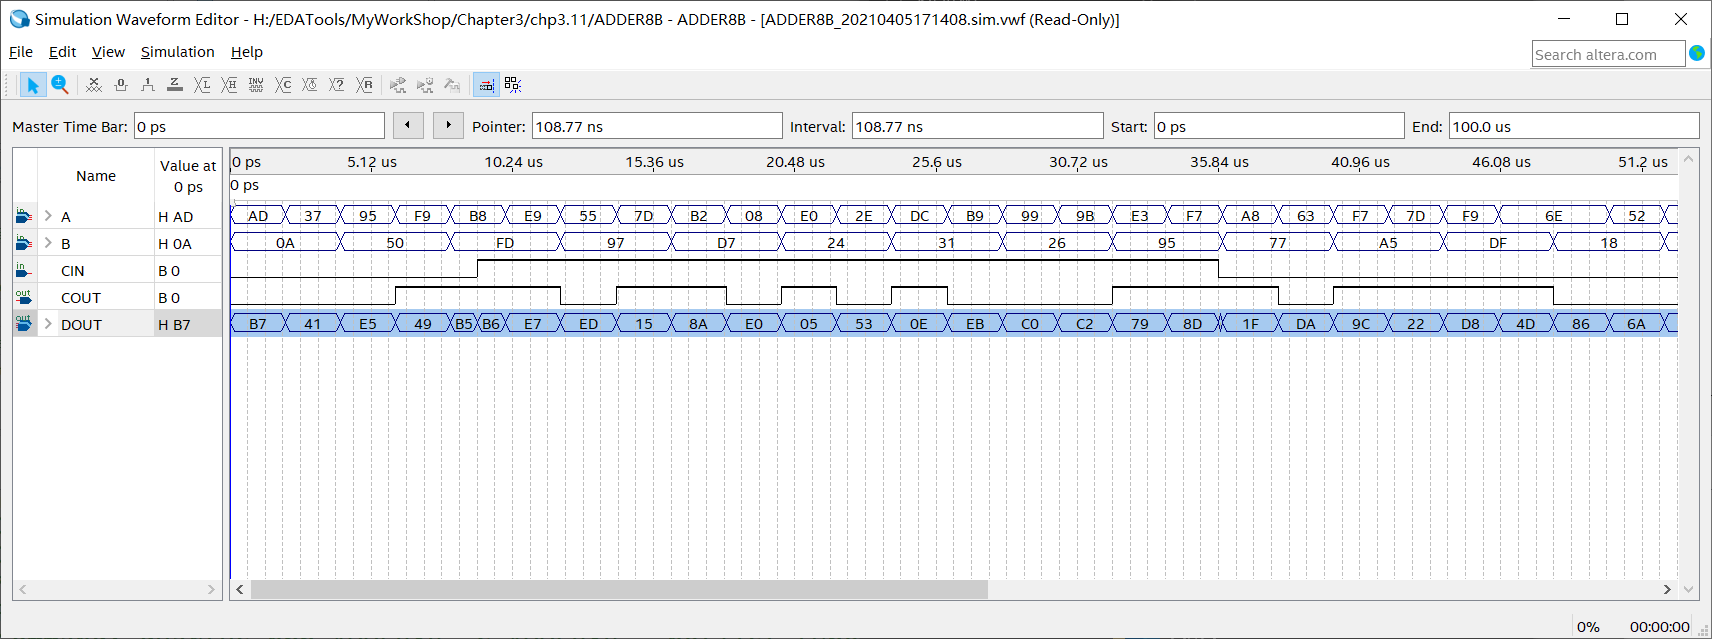 Simulation Waveform Editor - H:/EDATools/MyWorkShop/Chapter3/chp3.11/ADDER8B - ADDER8B - [ADDER8B_20210405171408.sim.vwf (Read-Only)]
File Edit View Simulation Help
Search altera.com
Master Time Bar: 0 ps Pointer: 108.77 ns Interval: 108.77 ns Start: 0 ps End: 100.0 us
Name Value at 0 ps
0 ps 5.12 us 10.24 us 15.36 us 20.48 us 25.6 us 30.72 us 35.84 us 40.96 us 46.08 us 51.2 us
0 ps
A H AD AD 37 95 F9 B8 E9 55 7D B2 08 E0 2E DC B9 99 9B E3 F7 A8 63 F7 7D F9 6E 52
B H 0A 0A 50 FD 97 D7 24 31 26 95 77 A5 DF 18
CIN B 0
COUT B 0
DOUT H B7 B7 41 E5 49 B5 B6 E7 ED 15 8A E0 05 53 0E EB C0 C2 79 8D 1F DA 9C 22 D8 4D 86 6A
0% 00:00:00